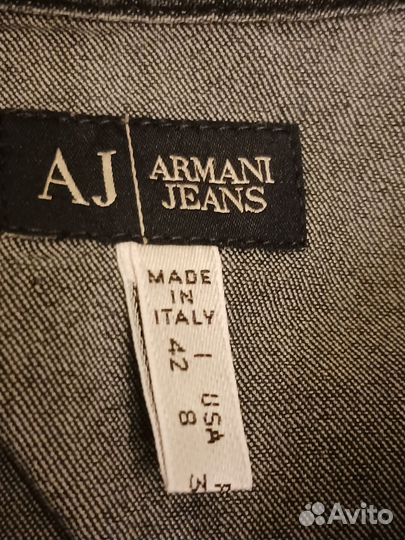 AJ
ARMANI
JEANS
MADE
IN
ITALY
I
42
USA
8
Avito